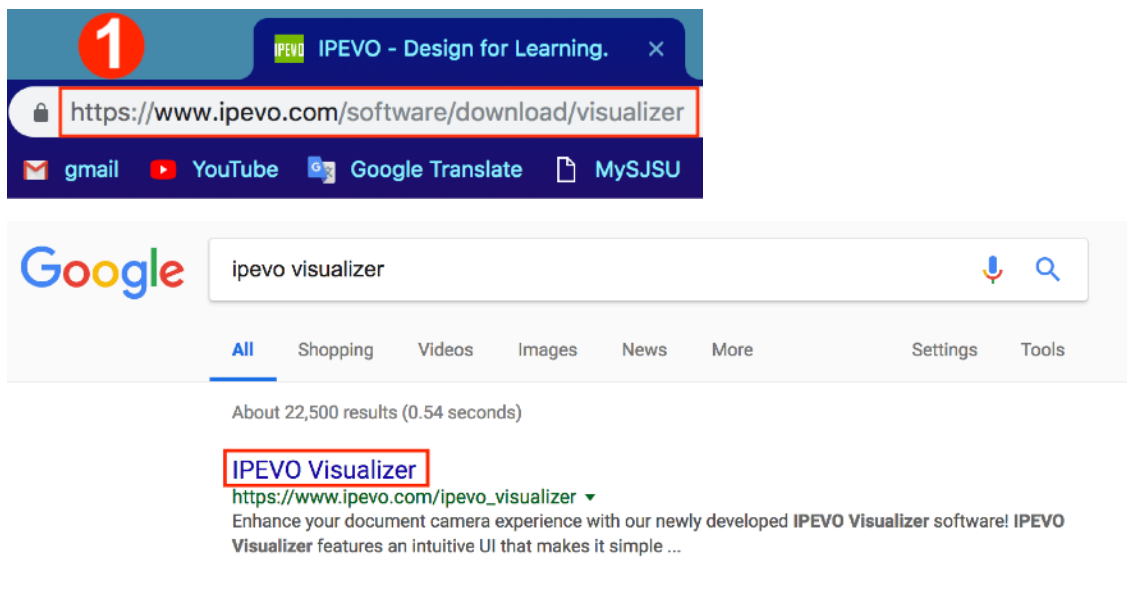 1
IPEVO IPEVO - Design for Learning. ×
https://www.ipevo.com/software/download/visualizer
gmail YouTube Google Translate MySJSU
Google ipevo visualizer
All Shopping Videos Images News More Settings Tools
About 22,500 results (0.54 seconds)
IPEVO Visualizer
https://www.ipevo.com/ipevo_visualizer
Enhance your document camera experience with our newly developed IPEVO Visualizer software! IPEVO
Visualizer features an intuitive UI that makes it simple ...